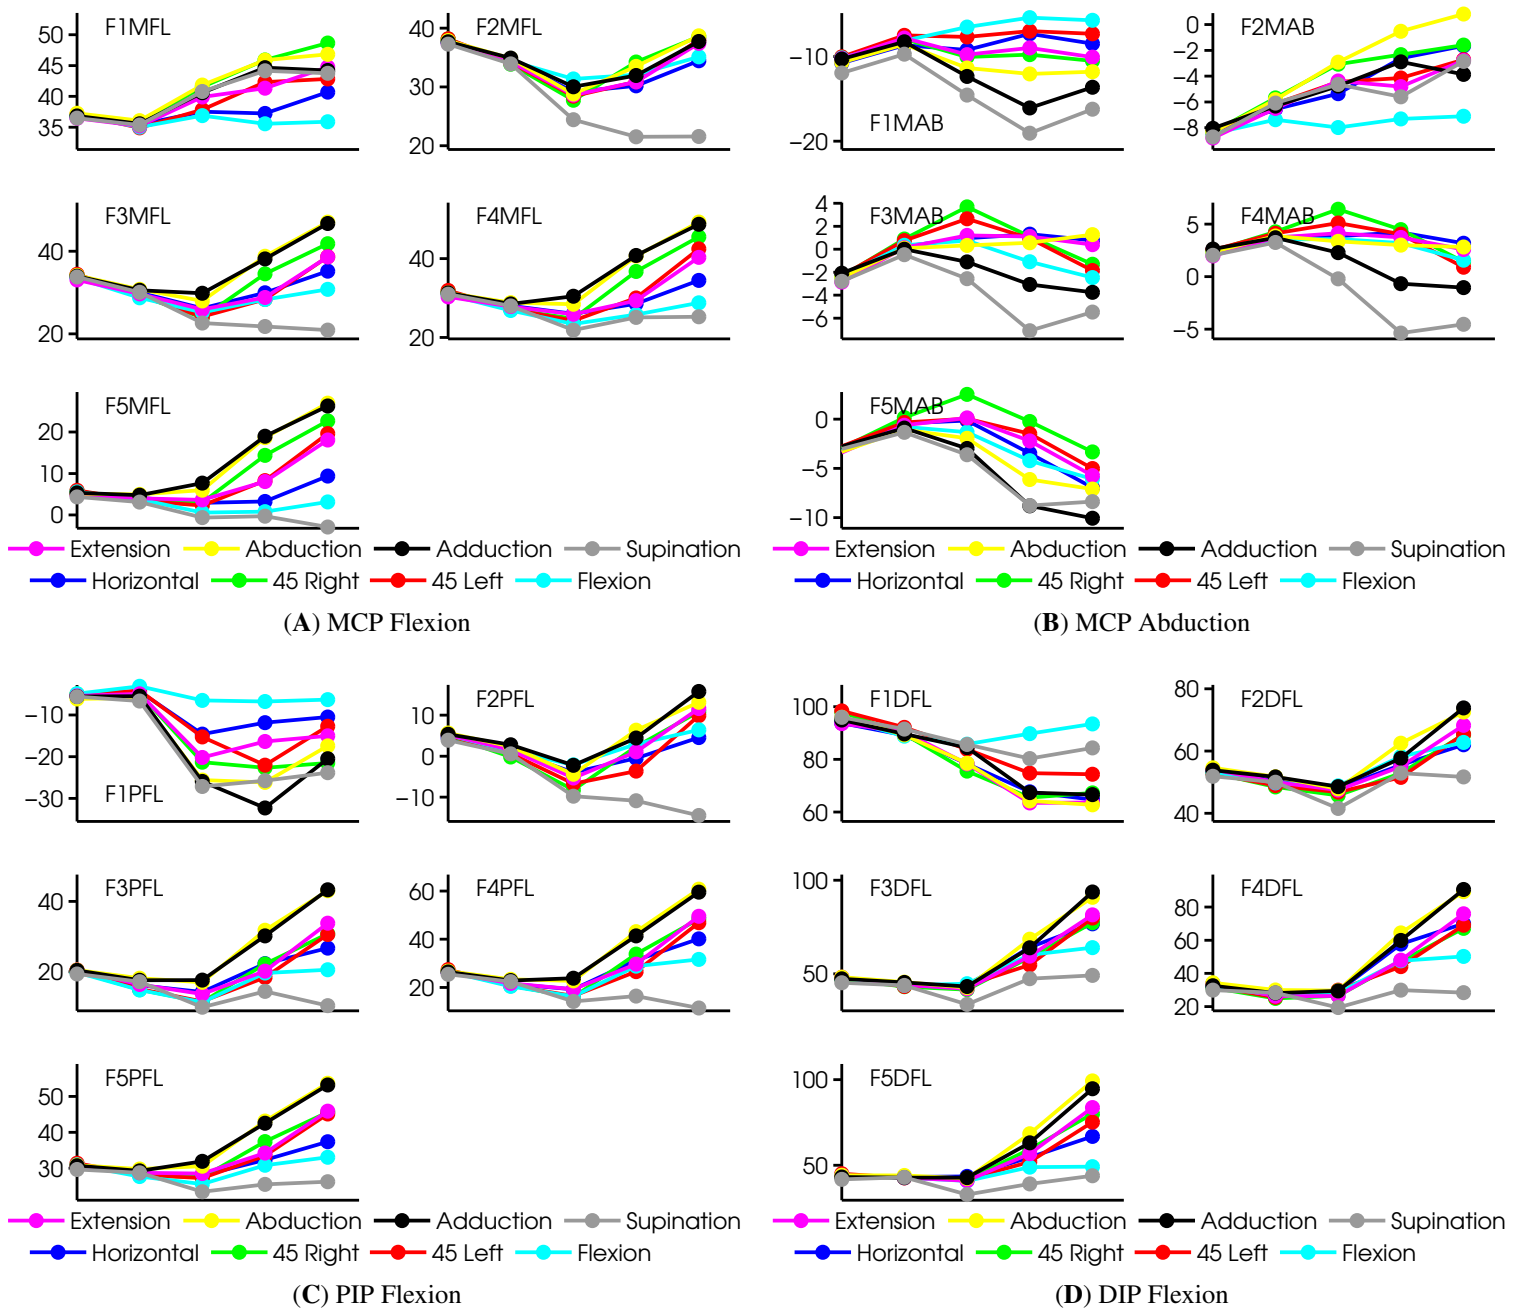 F1MFL
50
45
40
35
F2MFL
40
30
20
F1MAB
−10
−20
F2MAB
0
−2
−4
−6
−8
F3MFL
40
20
F4MFL
40
20
F3MAB
4
2
0
−2
−4
−6
F4MAB
5
0
−5
F5MFL
20
10
0
F5MAB
0
−5
−10
Extension Abduction Adduction Supination
Horizontal 45 Right 45 Left Flexion
(A) MCP Flexion
Extension Abduction Adduction Supination
Horizontal 45 Right 45 Left Flexion
(B) MCP Abduction
F1PFL
−10
−20
−30
F2PFL
10
0
−10
F1DFL
100
80
60
F2DFL
80
60
40
F3PFL
40
20
F4PFL
60
40
20
F3DFL
100
50
F4DFL
80
60
40
20
F5PFL
50
40
30
F5DFL
100
50
Extension Abduction Adduction Supination
Horizontal 45 Right 45 Left Flexion
(C) PIP Flexion
Extension Abduction Adduction Supination
Horizontal 45 Right 45 Left Flexion
(D) DIP Flexion